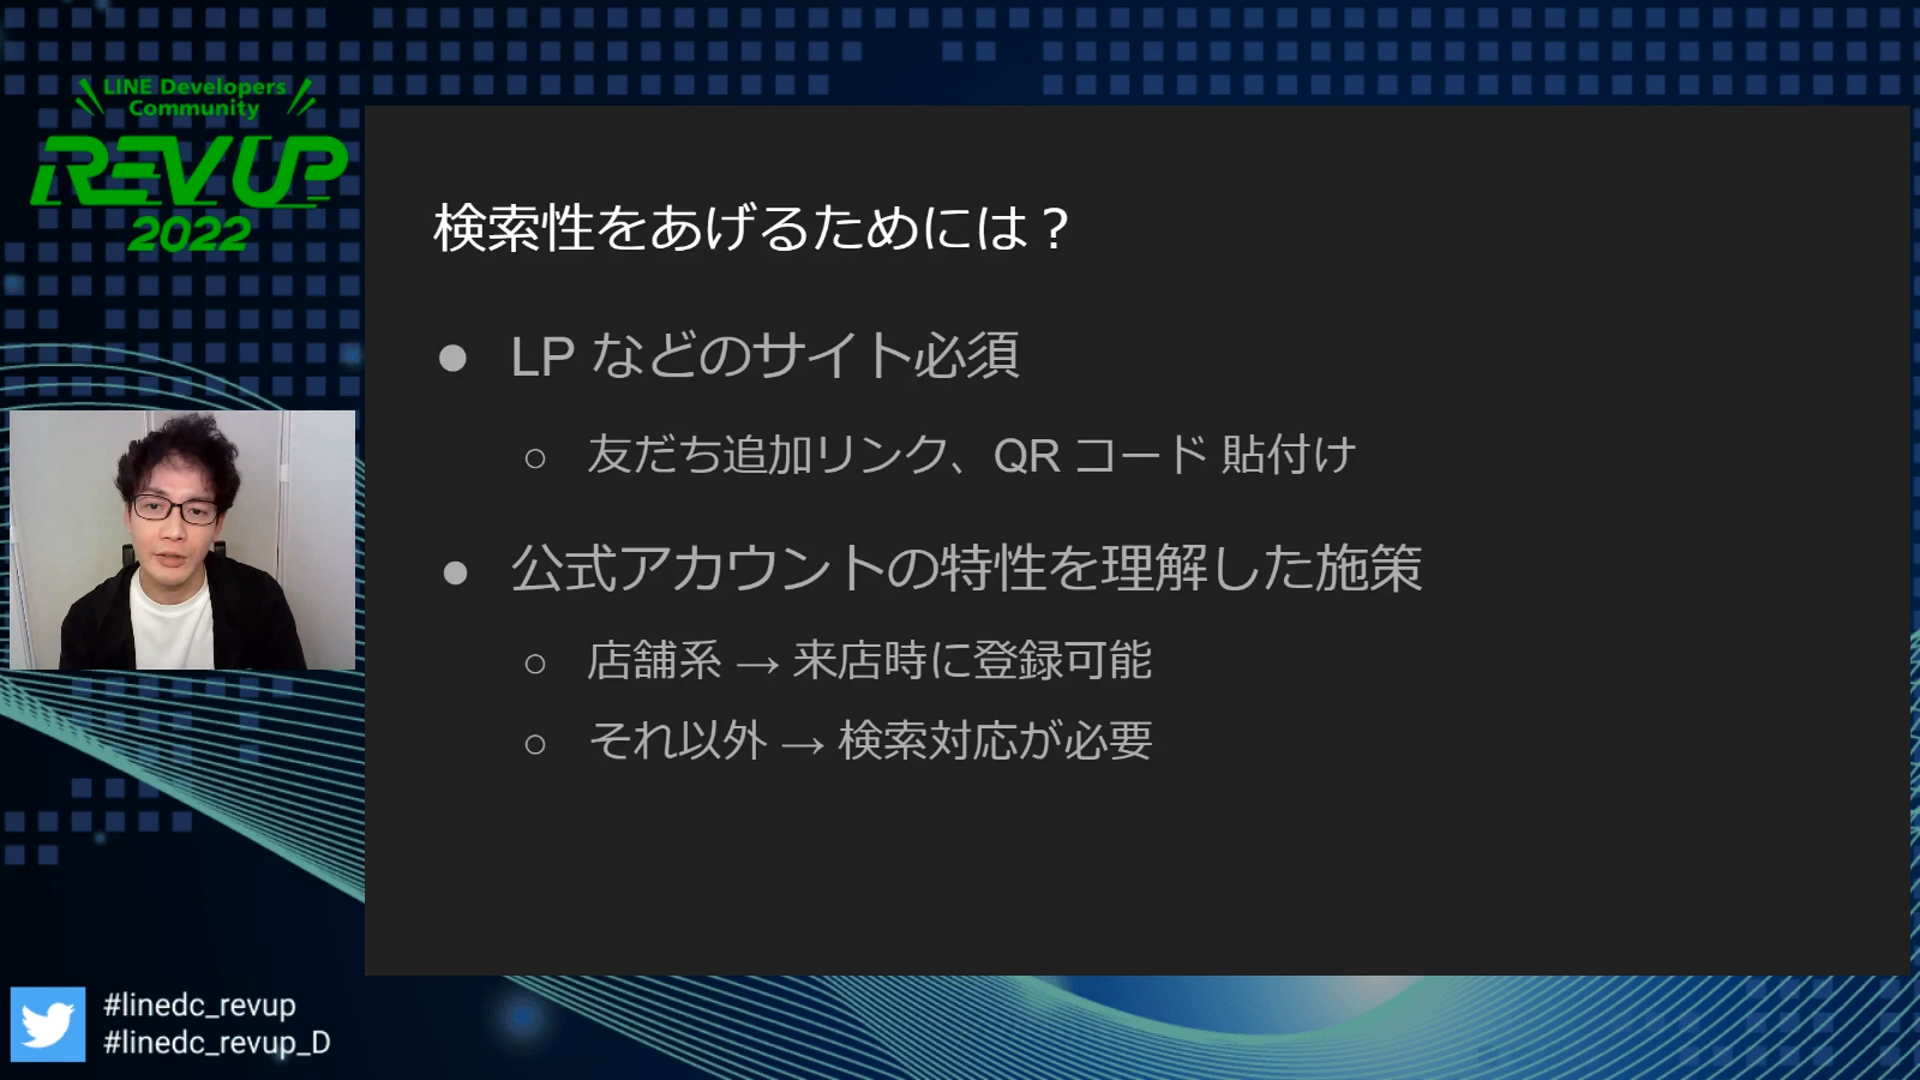 LINE Developers
Community
REVUP
2022
検索性をあげるためには？
● LP などのサイト必須
○ 友だち追加リンク、QR コード 貼付け
● 公式アカウントの特性を理解した施策
○ 店舗系 → 来店時に登録可能
○ それ以外 → 検索対応が必要
#linedc_revup
#linedc_revup_D